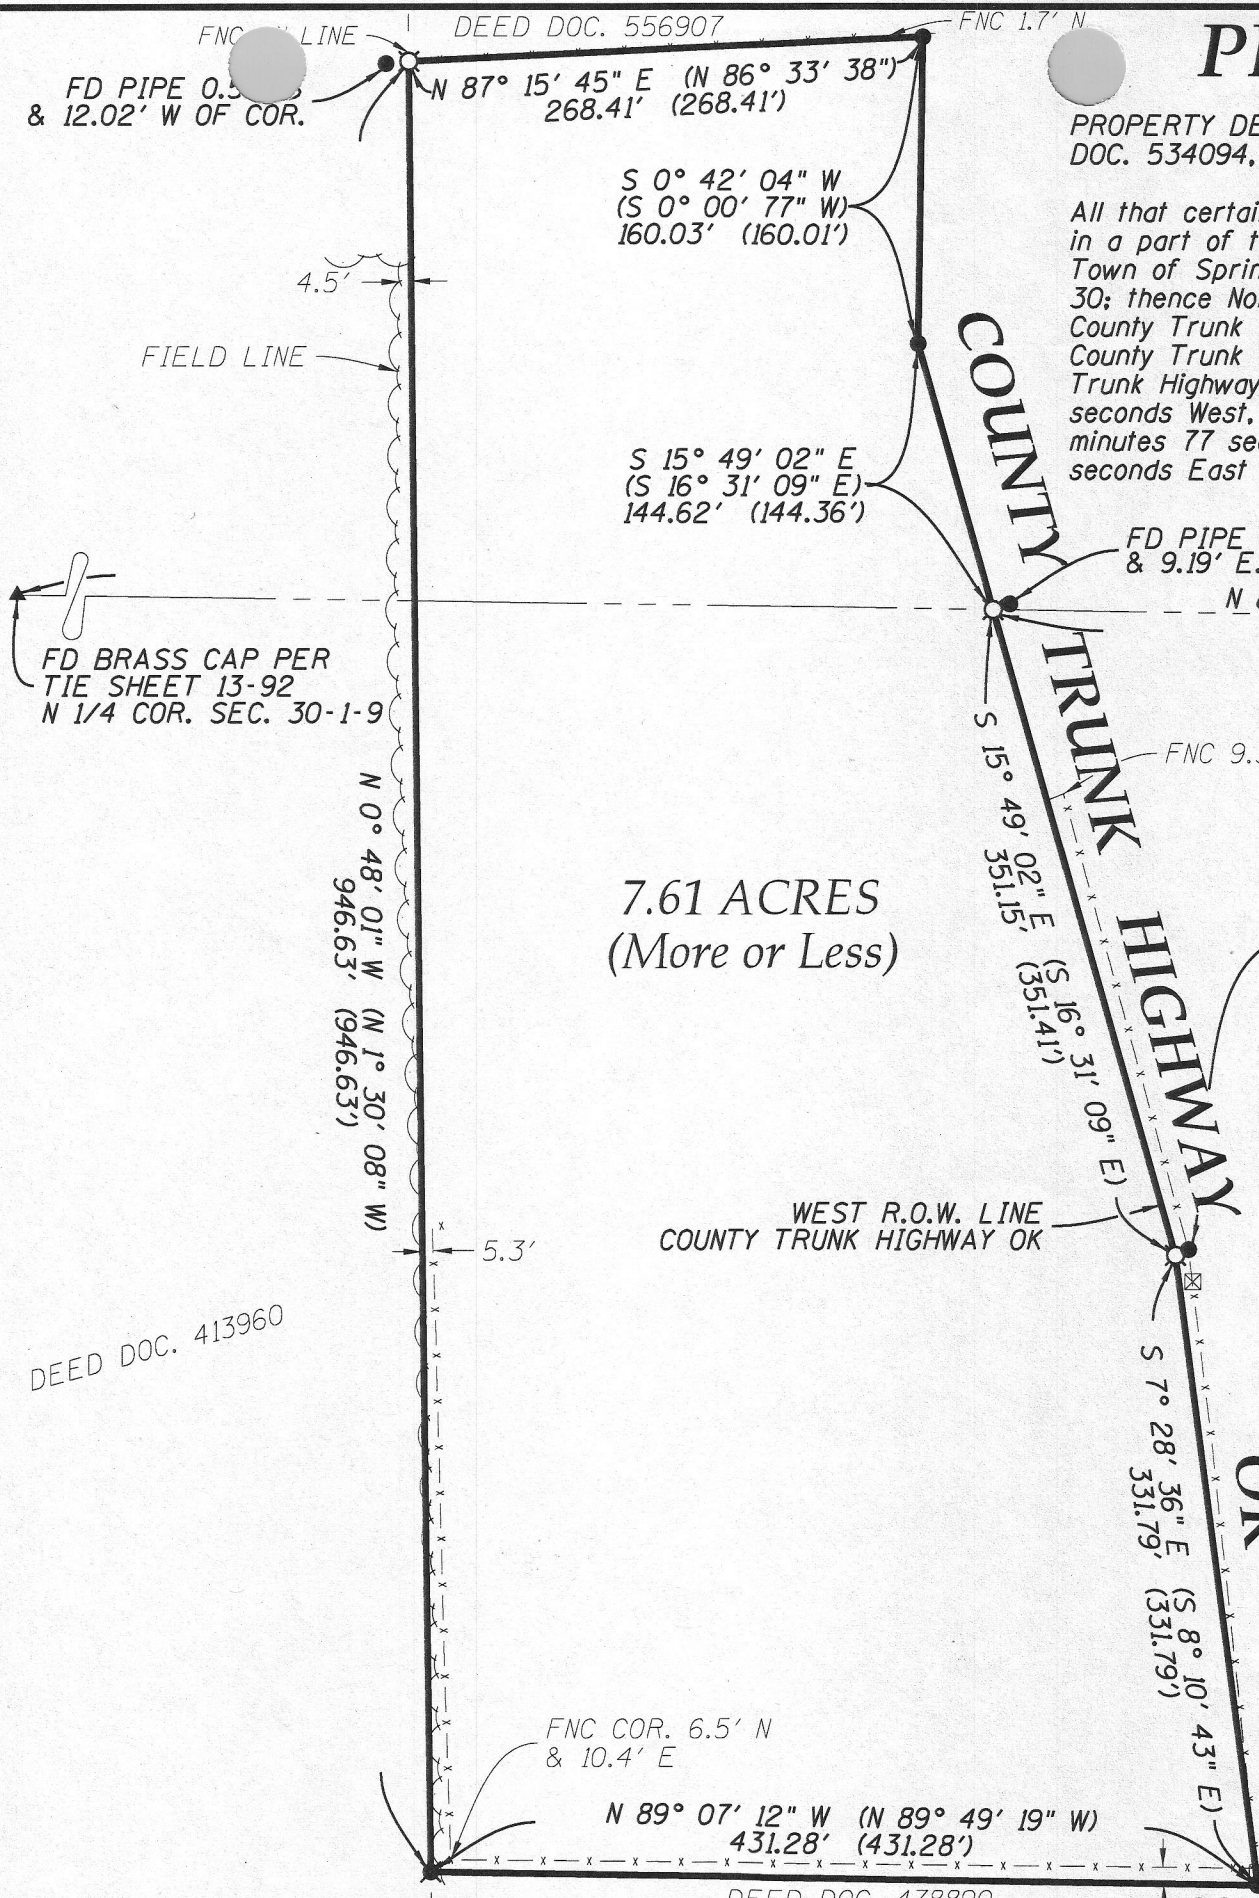 DEED DOC. 556907
FNC LINE
FNC 1.7' N
FD PIPE
& 12.02' W OF COR.
N 87° 15' 45" E (N 86° 33' 38")
268.41' (268.41')
PROPERTY
DOC. 534094,
S 0° 42' 04" W
(S 0° 00' 77" W)
160.03' (160.01')
All that
in a part of
Town of
30; thence
County Trunk
County Trunk
Trunk Highway
seconds West,
minutes 77
seconds East
4.5'
FIELD LINE
S 15° 49' 02" E
(S 16° 31' 09" E)
144.62' (144.36')
FD PIPE
& 9.19' E.
N
FD BRASS CAP PER
TIE SHEET 13-92
N 1/4 COR. SEC. 30-1-9
COUNTY TRUNK HIGHWAY
S 15° 49' 02" E (S 16° 31' 09" E)
351.15' (351.41')
FNC
N 0° 48' 01" W (N 1° 30' 08" W)
946.63' (946.63')
7.61 ACRES
(More or Less)
WEST R.O.W. LINE
COUNTY TRUNK HIGHWAY OK
5.3'
DEED DOC. 413960
S 7° 28' 36" E (S 8° 10' 43" E)
331.79' (331.79')
OK
FNC COR. 6.5' N
& 10.4' E
N 89° 07' 12" W (N 89° 49' 19" W)
431.28' (431.28')
DEED DOC.